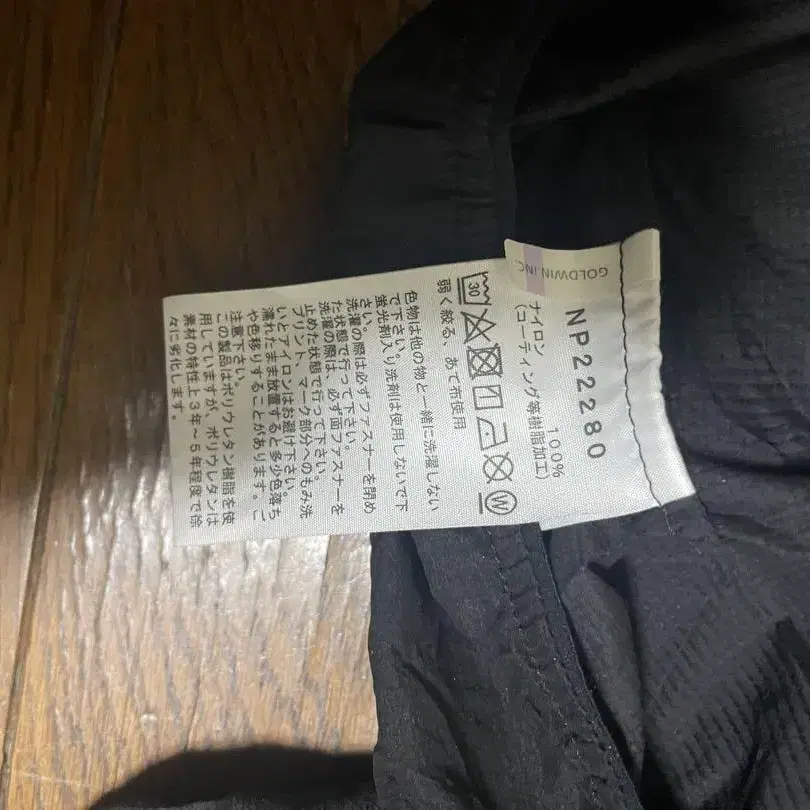 GOLDWIN INC.
NP22280
ナイロン 100%
(コーティング等樹脂加工)
30
W
弱く絞る、あて布使用
色物は他の物と一緒に洗濯しない
で下さい。
蛍光剤入り洗剤は使用しないで下
さい。
洗濯の際は必ずファスナーを閉め
た状態で行って下さい。
洗濯の際は、必ず面ファスナーを
止めた状態で行って下さい。
プリント、マーク部分へのもみ洗
いとアイロンはお避け下さい。
濡れたまま放置すると多少色落ち
や色移りすることがあります。ご
注意下さい。
この製品はポリウレタン樹脂を使
用していますが、ポリウレタンは
素材の特性上3年~5年程度で徐
々に劣化します。